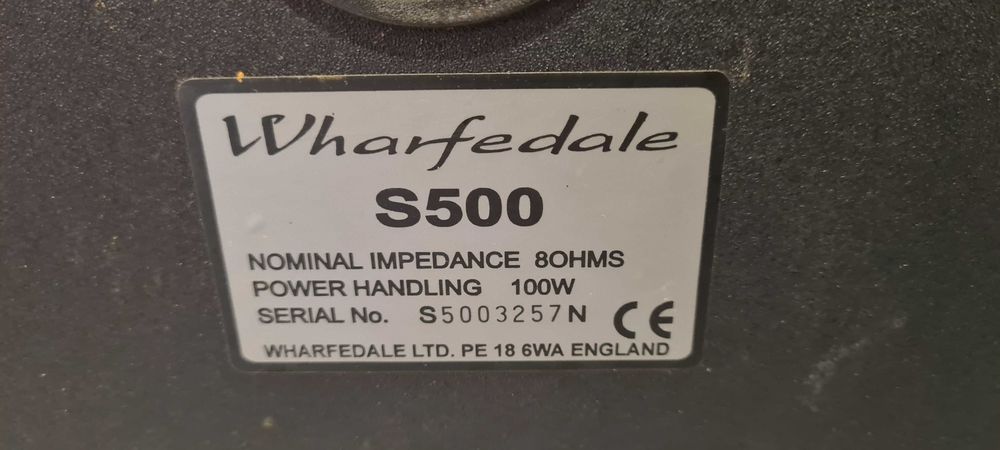 Wharfedale
S500
NOMINAL IMPEDANCE 8OHMS
POWER HANDLING 100W
SERIAL No. S5003257N CE
WHARFEDALE LTD. PE 18 6WA ENGLAND